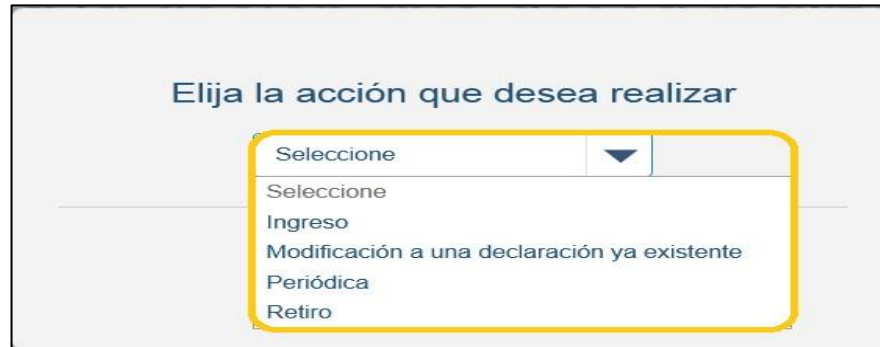 Elija la acción que desea realizar
Seleccione
Seleccione
Ingreso
Modificación a una declaración ya existente
Periódica
Retiro